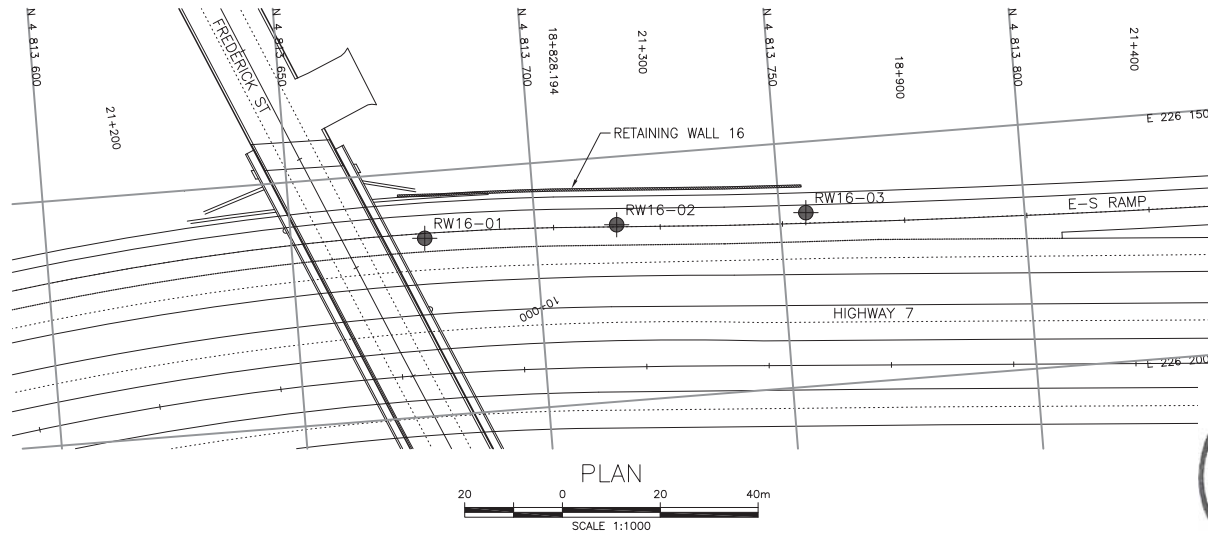 N 4 813 600
21+200
FREDERICK ST
N 4 813 650
N 4 813 700
18+828.194
21+300
N 4 813 750
18+900
N 4 813 800
21+400
E 226 150
RETAINING WALL 16
RW16-01
RW16-02
RW16-03
E-S RAMP
10+000
HIGHWAY 7
E 226 200
PLAN
20 0 20 40m
SCALE 1:1000